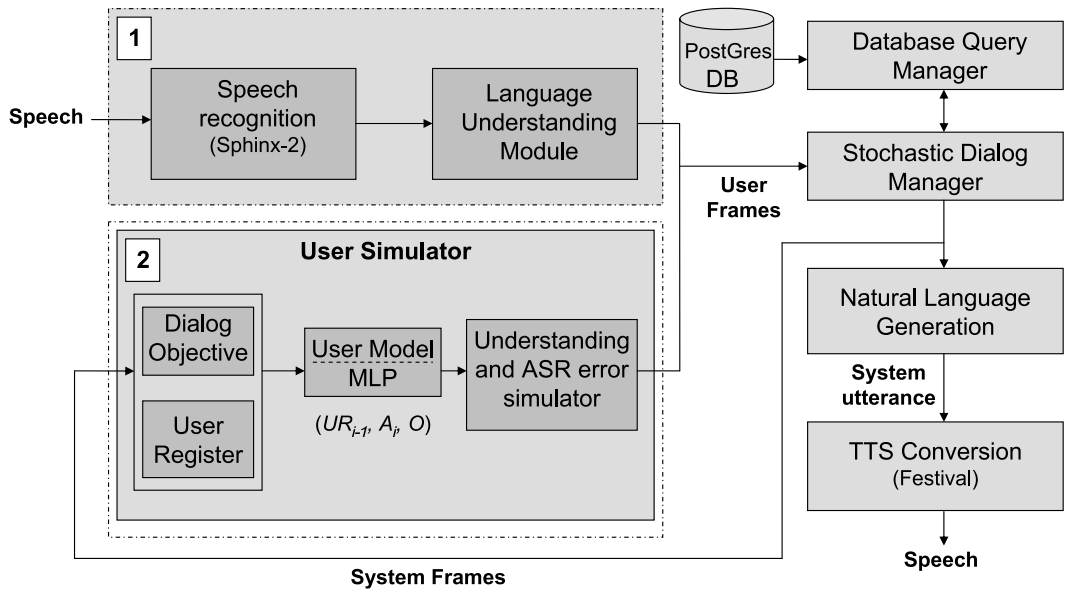 1
Speech
Speech
recognition
(Sphinx-2)
Language
Understanding
Module
PostGres
DB
Database Query
Manager
Stochastic Dialog
Manager
User
Frames
2
User Simulator
Dialog
Objective
User
Register
User Model
MLP
(URi-1, Ai, O)
Understanding
and ASR error
simulator
Natural Language
Generation
System
utterance
TTS Conversion
(Festival)
Speech
System Frames